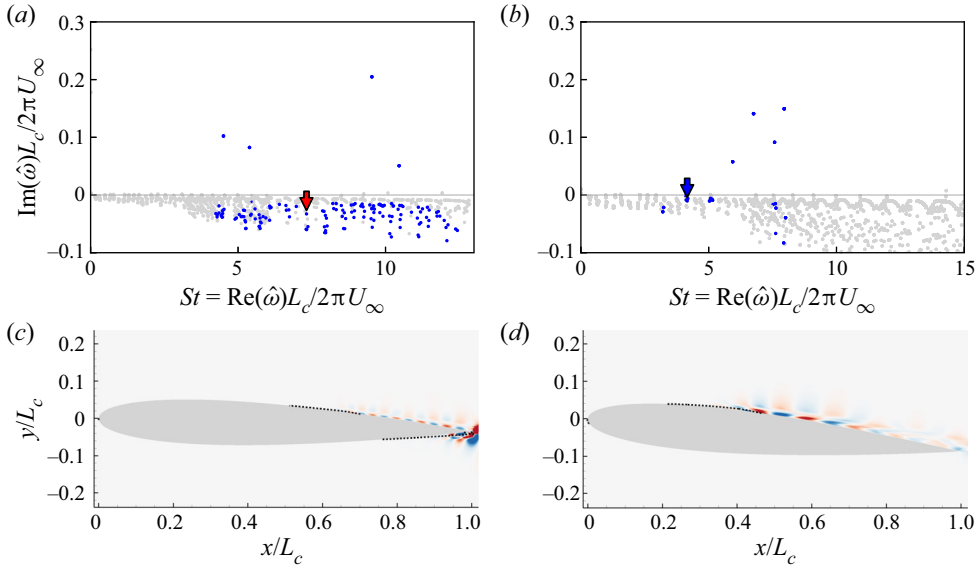 (a) (b)
0.3 0.3
0.2 0.2
0.1 0.1
0 0
–0.1 –0.1
Im(ω̂)L_c/2πU_∞
0 5 10 0 5 10 15
St = Re(ω̂)L_c/2πU_∞ St = Re(ω̂)L_c/2πU_∞
(c) (d)
0.2 0.2
0.1 0.1
0 0
–0.1 –0.1
–0.2 –0.2
y/L_c
0 0.2 0.4 0.6 0.8 1.0 0 0.2 0.4 0.6 0.8 1.0
x/L_c x/L_c